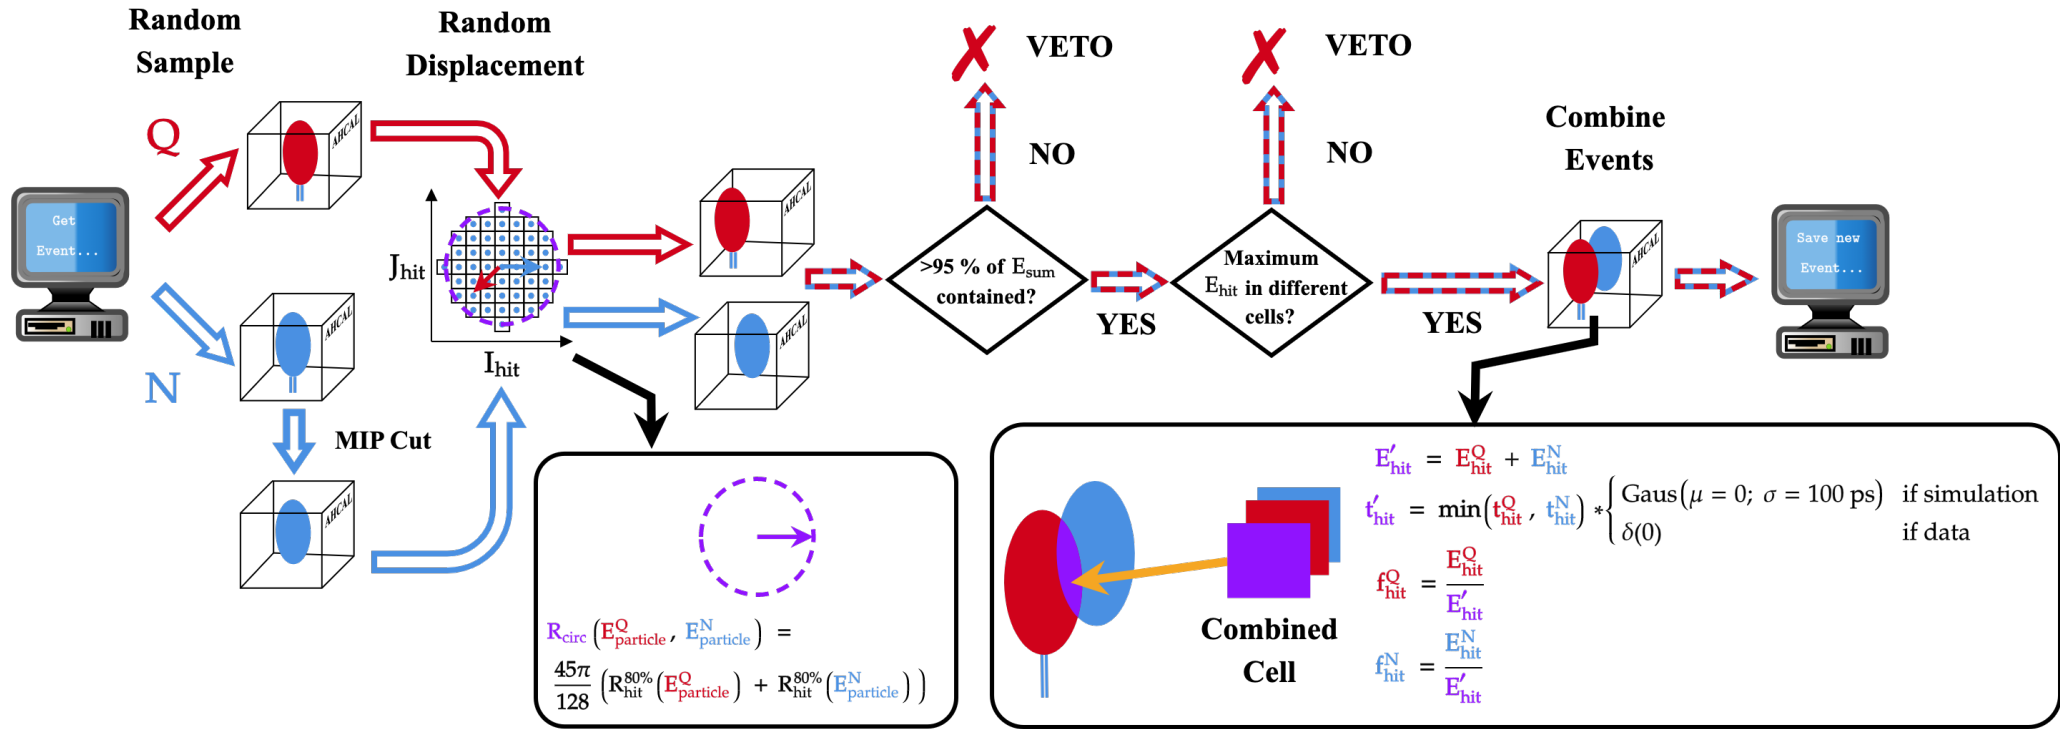 Random
Sample
Random
Displacement
VETO
VETO
NO
NO
Combine
Events
Q
AHCAL
Get
Event...
N
AHCAL
MIP Cut
AHCAL
J_hit
I_hit
AHCAL
AHCAL
>95 % of E_sum
contained?
YES
Maximum
E_hit in different
cells?
YES
AHCAL
Save new
Event...
R_circ (E^Q_particle , E^N_particle) =
45π/128 (R^80%_hit (E^Q_particle) + R^80%_hit (E^N_particle))
Combined
Cell
E′_hit = E^Q_hit + E^N_hit
t′_hit = min(t^Q_hit , t^N_hit) * { Gaus(μ = 0; σ = 100 ps) if simulation
δ(0) if data
f^Q_hit = E^Q_hit / E′_hit
f^N_hit = E^N_hit / E′_hit